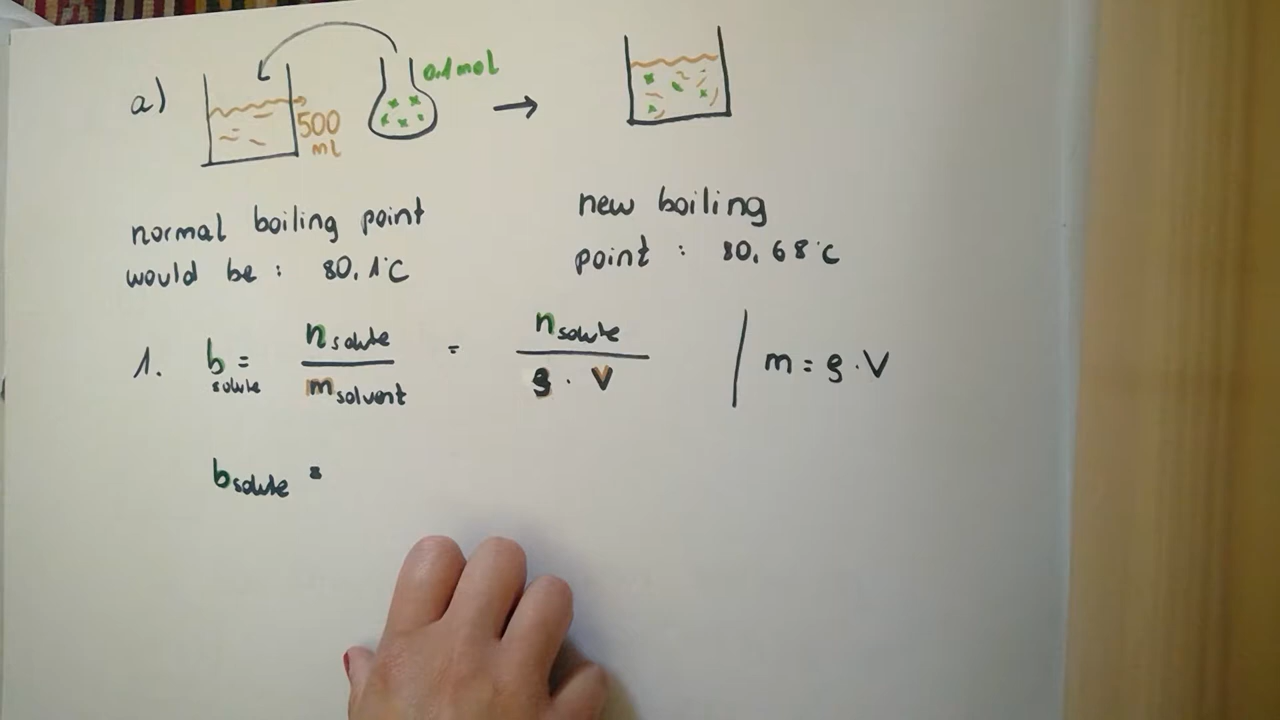 a)
500 ml
0.1 mol
normal boiling point
would be : 80.1°C
new boiling
point : 80.68°C
1. b solute = n solute / m solvent = n solute / ρ · V | m = ρ · V
b solute =